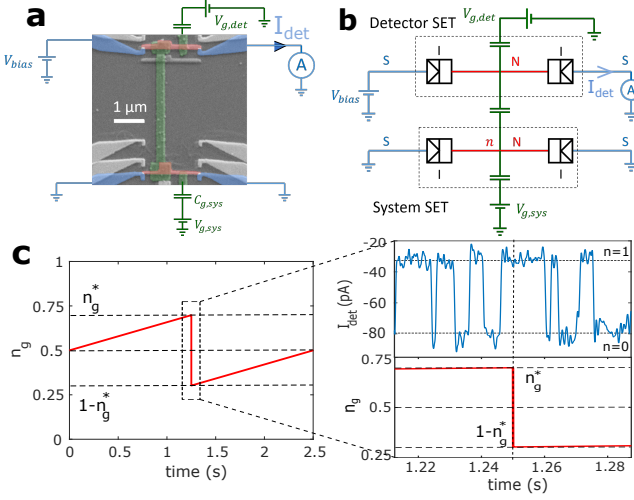 a
V_g,det
I_det
V_bias
A
1 μm
C_g,sys
V_g,sys
b
Detector SET
V_g,det
I
I
S
N
S
V_bias
I_det
A
S
n
N
S
I
I
System SET
V_g,sys
c
1
0.75
0.5
0.25
0
n_g
n_g^*
1-n_g^*
0
0.5
1
1.5
2
2.5
time (s)
-20
-40
-60
-80
I_det (pA)
n=1
n=0
0.75
0.5
0.25
n_g
n_g^*
1-n_g^*
1.22
1.24
1.26
1.28
time (s)